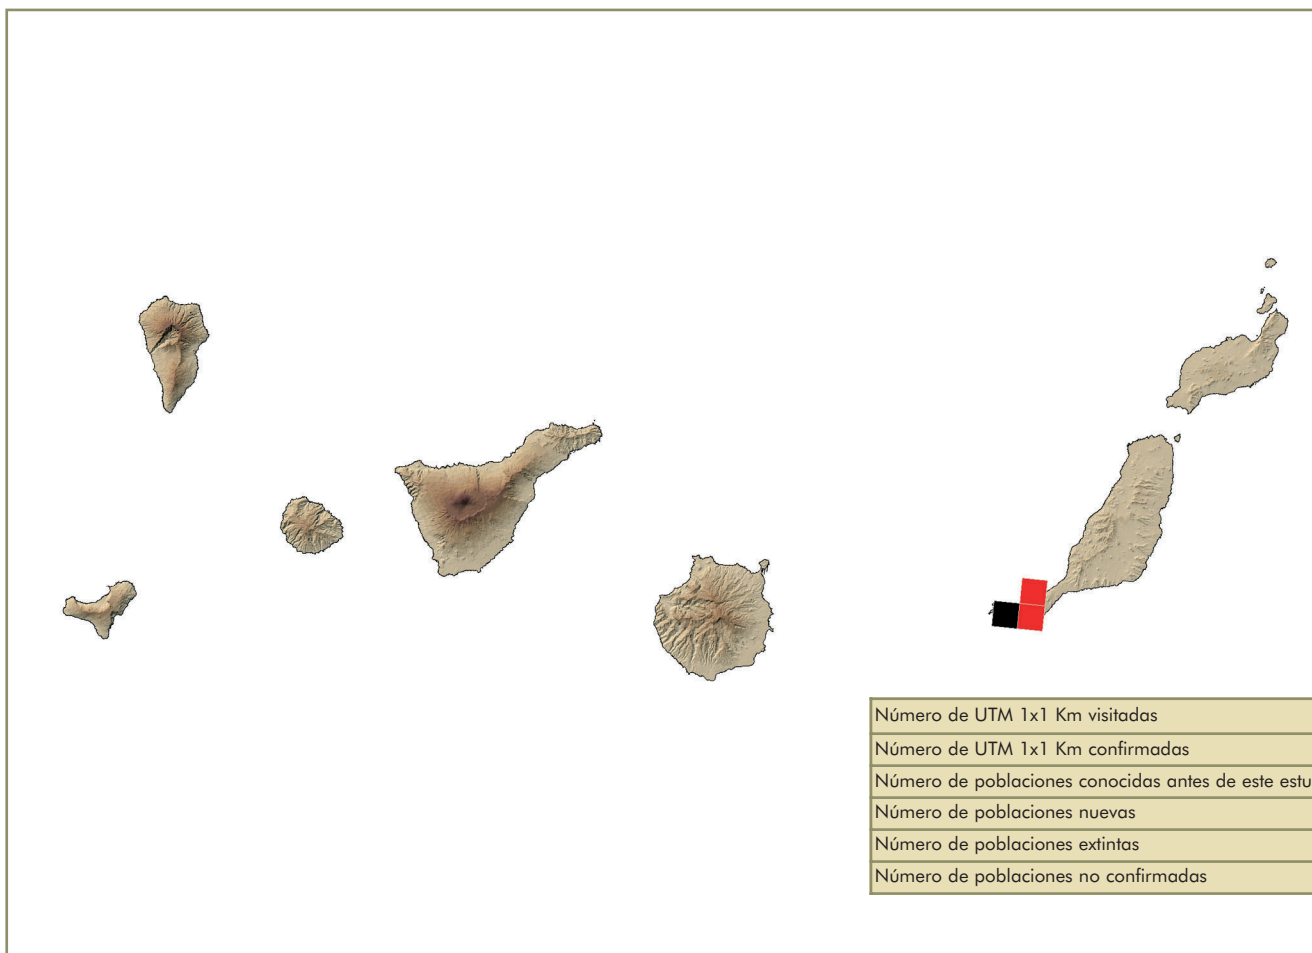 Número de UTM 1x1 Km visitadas
Número de UTM 1x1 Km confirmadas
Número de poblaciones conocidas antes de este estu
Número de poblaciones nuevas
Número de poblaciones extintas
Número de poblaciones no confirmadas